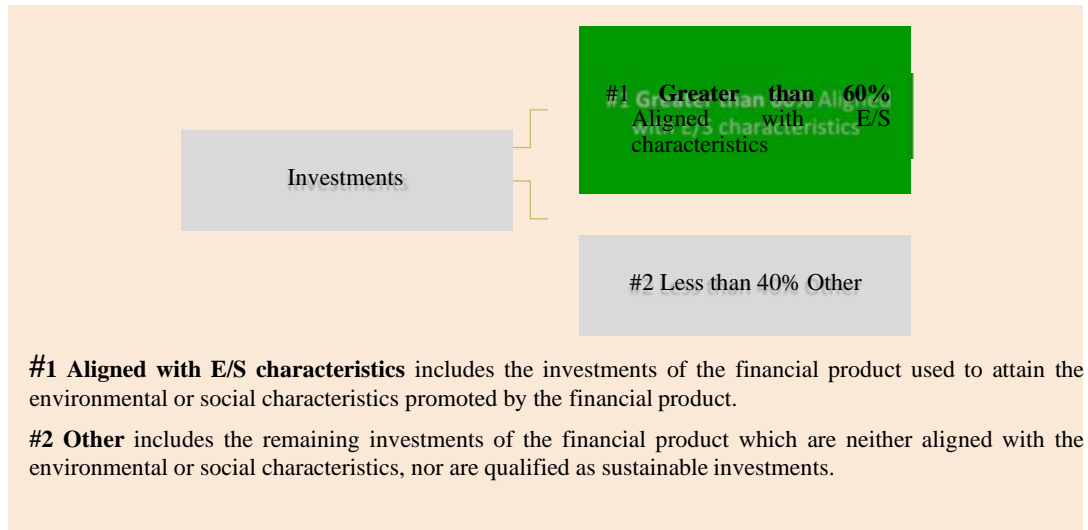 #1 Greater than 60%
Aligned with E/S
characteristics
Investments
#2 Less than 40% Other
#1 Aligned with E/S characteristics includes the investments of the financial product used to attain the
environmental or social characteristics promoted by the financial product.
#2 Other includes the remaining investments of the financial product which are neither aligned with the
environmental or social characteristics, nor are qualified as sustainable investments.